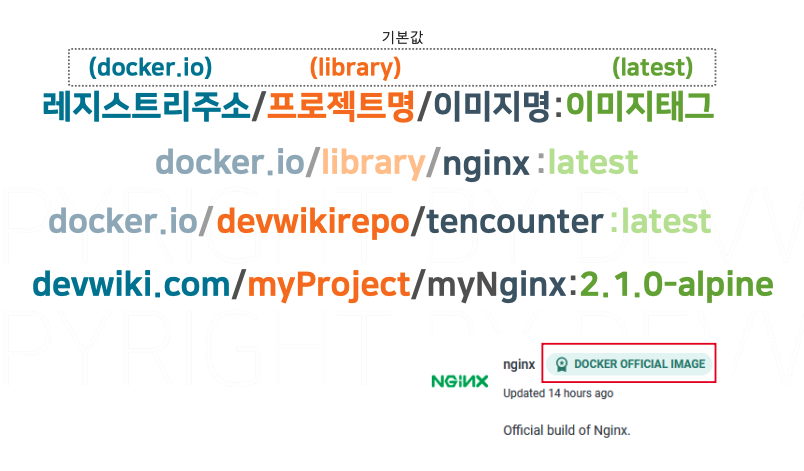 기본값
(docker.io) (library) (latest)
레지스트리주소/프로젝트명/이미지명:이미지태그
docker.io/library/nginx:latest
docker.io/devwikirepo/tencounter:latest
devwiki.com/myProject/myNginx:2.1.0-alpine
nginx DOCKER OFFICIAL IMAGE
NGINX
Updated 14 hours ago
Official build of Nginx.